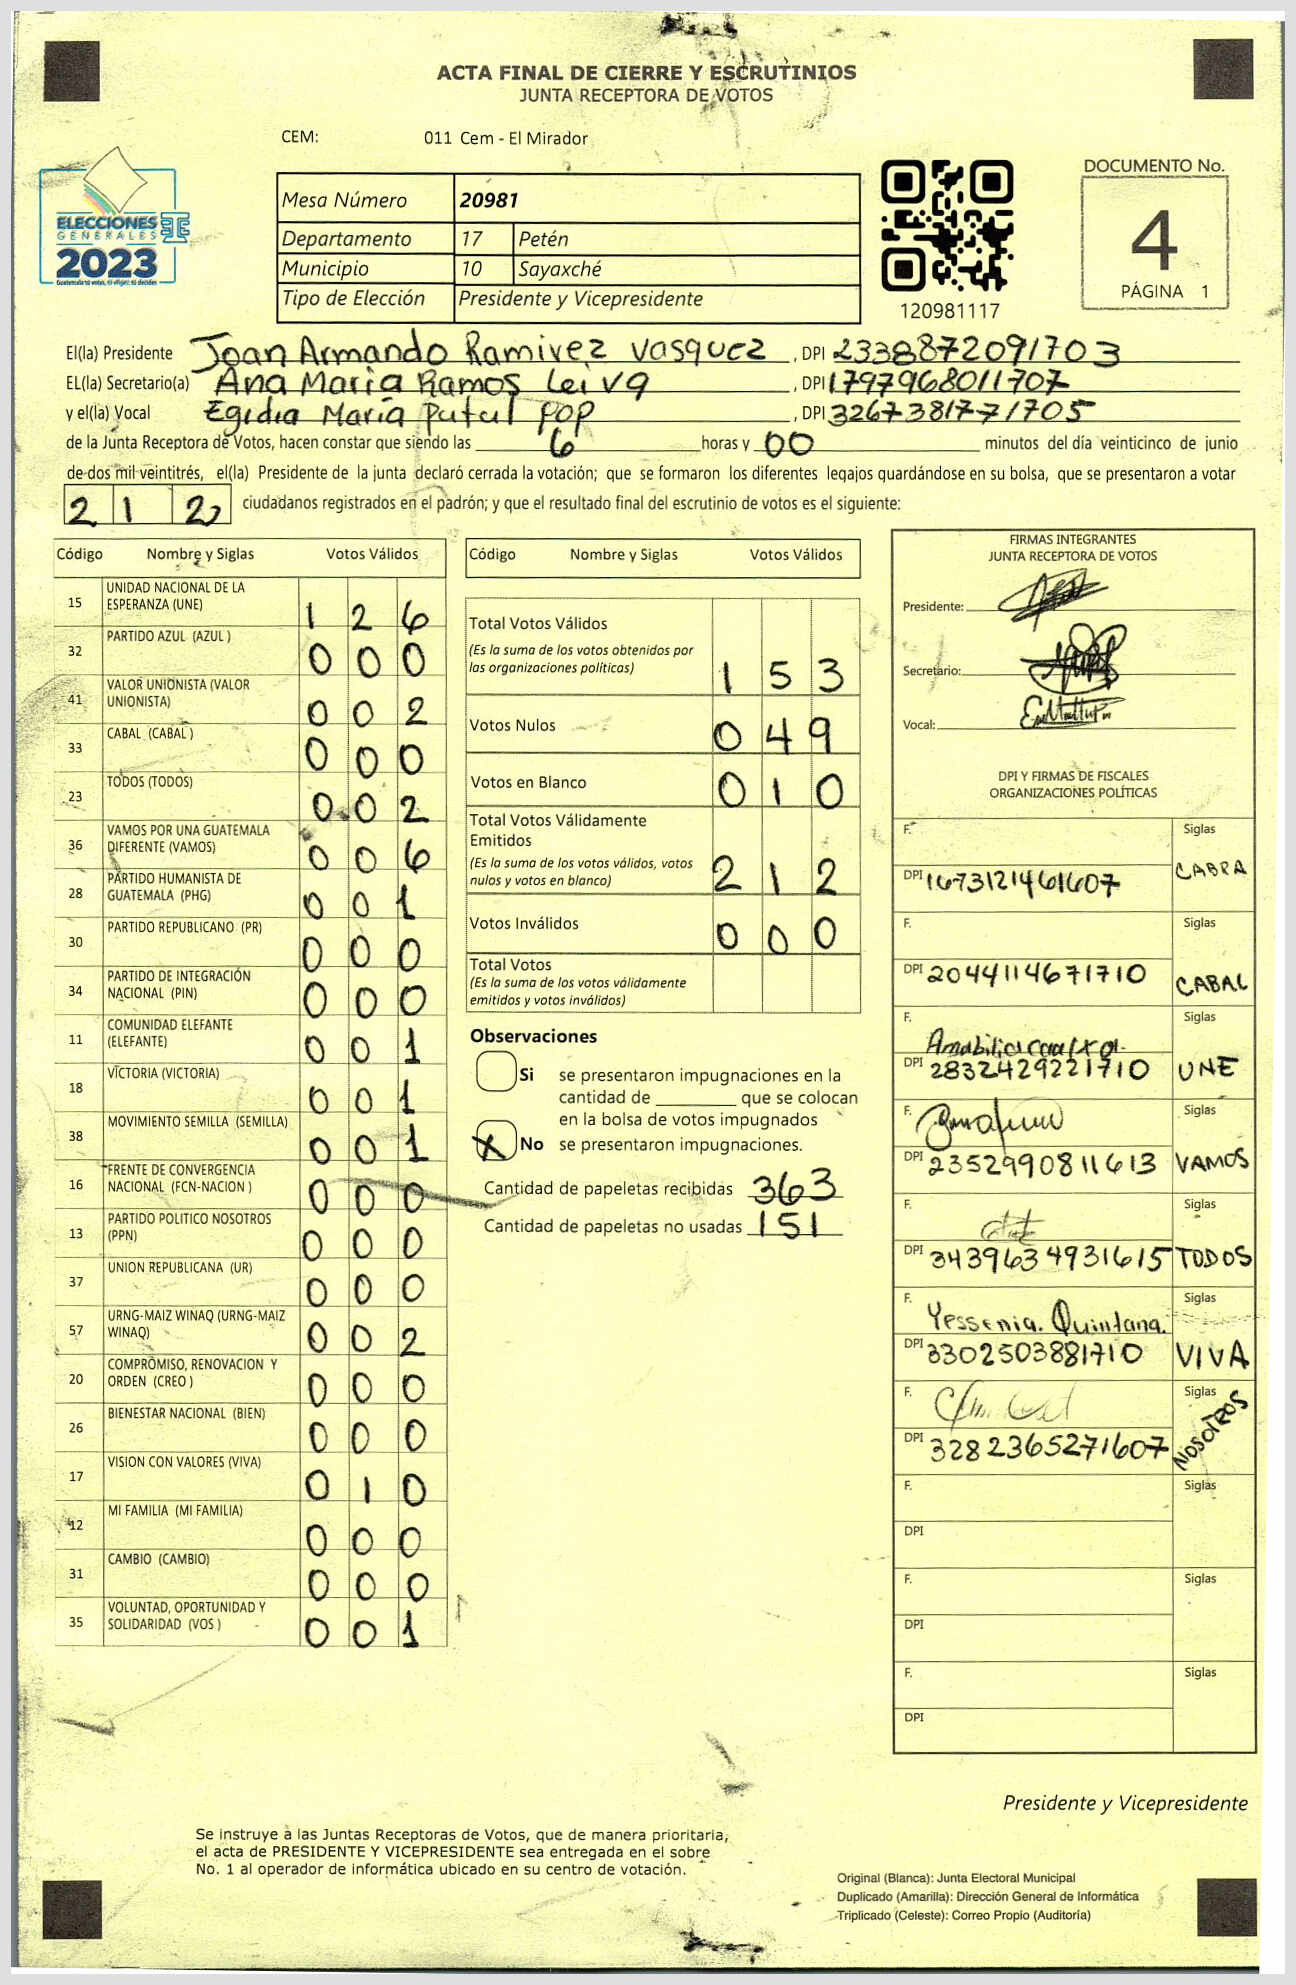 ACTA FINAL DE CIERRE Y ESCRUTINIOS
JUNTA RECEPTORA DE VOTOS
CEM: 011 Cem - El Mirador
ELECCIONES
GENERALES
2023
Guatemala tú votas, tú eliges, tú decides
Mesa Número 20981
Departamento 17 Petén
Municipio 10 Sayaxché
Tipo de Elección Presidente y Vicepresidente
120981117
DOCUMENTO No.
4
PÁGINA 1
El(la) Presidente Joan Armando Ramirez Vasquez , DPI 2338872091703
EL(la) Secretario(a) Ana Maria Ramos Leiva , DPI 1797968011707
y el(la) Vocal Egidia María Putul Pop , DPI 3267381771705
de la Junta Receptora de Votos, hacen constar que siendo las 6 horas y 00 minutos del día veinticinco de junio
de dos mil veintitrés, el(la) Presidente de la junta declaró cerrada la votación; que se formaron los diferentes legajos guardándose en su bolsa, que se presentaron a votar
2 1 2 ciudadanos registrados en el padrón; y que el resultado final del escrutinio de votos es el siguiente:
Código Nombre y Siglas Votos Válidos
15 UNIDAD NACIONAL DE LA
ESPERANZA (UNE) 1 2 6
32 PARTIDO AZUL (AZUL ) 0 0 0
41 VALOR UNIONISTA (VALOR
UNIONISTA) 0 0 2
33 CABAL (CABAL ) 0 0 0
23 TODOS (TODOS) 0 0 2
36 VAMOS POR UNA GUATEMALA
DIFERENTE (VAMOS) 0 0 6
28 PARTIDO HUMANISTA DE
GUATEMALA (PHG) 0 0 1
30 PARTIDO REPUBLICANO (PR) 0 0 0
34 PARTIDO DE INTEGRACIÓN
NACIONAL (PIN) 0 0 0
11 COMUNIDAD ELEFANTE
(ELEFANTE) 0 0 1
18 VICTORIA (VICTORIA) 0 0 1
38 MOVIMIENTO SEMILLA (SEMILLA) 0 0 1
16 FRENTE DE CONVERGENCIA
NACIONAL (FCN-NACION ) 0 0 0
13 PARTIDO POLITICO NOSOTROS
(PPN) 0 0 0
37 UNION REPUBLICANA (UR) 0 0 0
57 URNG-MAIZ WINAQ (URNG-MAIZ
WINAQ) 0 0 2
20 COMPROMISO, RENOVACION Y
ORDEN (CREO ) 0 0 0
26 BIENESTAR NACIONAL (BIEN) 0 0 0
17 VISION CON VALORES (VIVA) 0 1 0
12 MI FAMILIA (MI FAMILIA) 0 0 0
31 CAMBIO (CAMBIO) 0 0 0
35 VOLUNTAD, OPORTUNIDAD Y
SOLIDARIDAD (VOS ) 0 0 1
Código Nombre y Siglas Votos Válidos
Total Votos Válidos
(Es la suma de los votos obtenidos por
las organizaciones políticas) 1 5 3
Votos Nulos 0 4 9
Votos en Blanco 0 1 0
Total Votos Válidamente
Emitidos
(Es la suma de los votos válidos, votos
nulos y votos en blanco) 2 1 2
Votos Inválidos 0 0 0
Total Votos
(Es la suma de los votos válidamente
emitidos y votos inválidos)
Observaciones
Si se presentaron impugnaciones en la
cantidad de ________ que se colocan
en la bolsa de votos impugnados
X No se presentaron impugnaciones.
Cantidad de papeletas recibidas 363
Cantidad de papeletas no usadas 151
FIRMAS INTEGRANTES
JUNTA RECEPTORA DE VOTOS
Presidente:
Secretario:
Vocal:
DPI Y FIRMAS DE FISCALES
ORGANIZACIONES POLÍTICAS
F. Siglas
DPI 1673121461607 CABRA
F. Siglas
DPI 2044114671710 CABAL
F. Amabilia Siglas
DPI 2832429221710 UNE
F. Siglas
DPI 2352990811613 VAMOS
F. Siglas
DPI 3439634931615 TODOS
F. Yessenia. Quintana. Siglas
DPI 3302503881710 VIVA
F. Siglas
DPI 3282365271607 NOSOTROS
F. Siglas
DPI
F. Siglas
DPI
F. Siglas
DPI
Presidente y Vicepresidente
Se instruye a las Juntas Receptoras de Votos, que de manera prioritaria,
el acta de PRESIDENTE Y VICEPRESIDENTE sea entregada en el sobre
No. 1 al operador de informática ubicado en su centro de votación.
Original (Blanca): Junta Electoral Municipal
Duplicado (Amarilla): Dirección General de Informática
Triplicado (Celeste): Correo Propio (Auditoría)